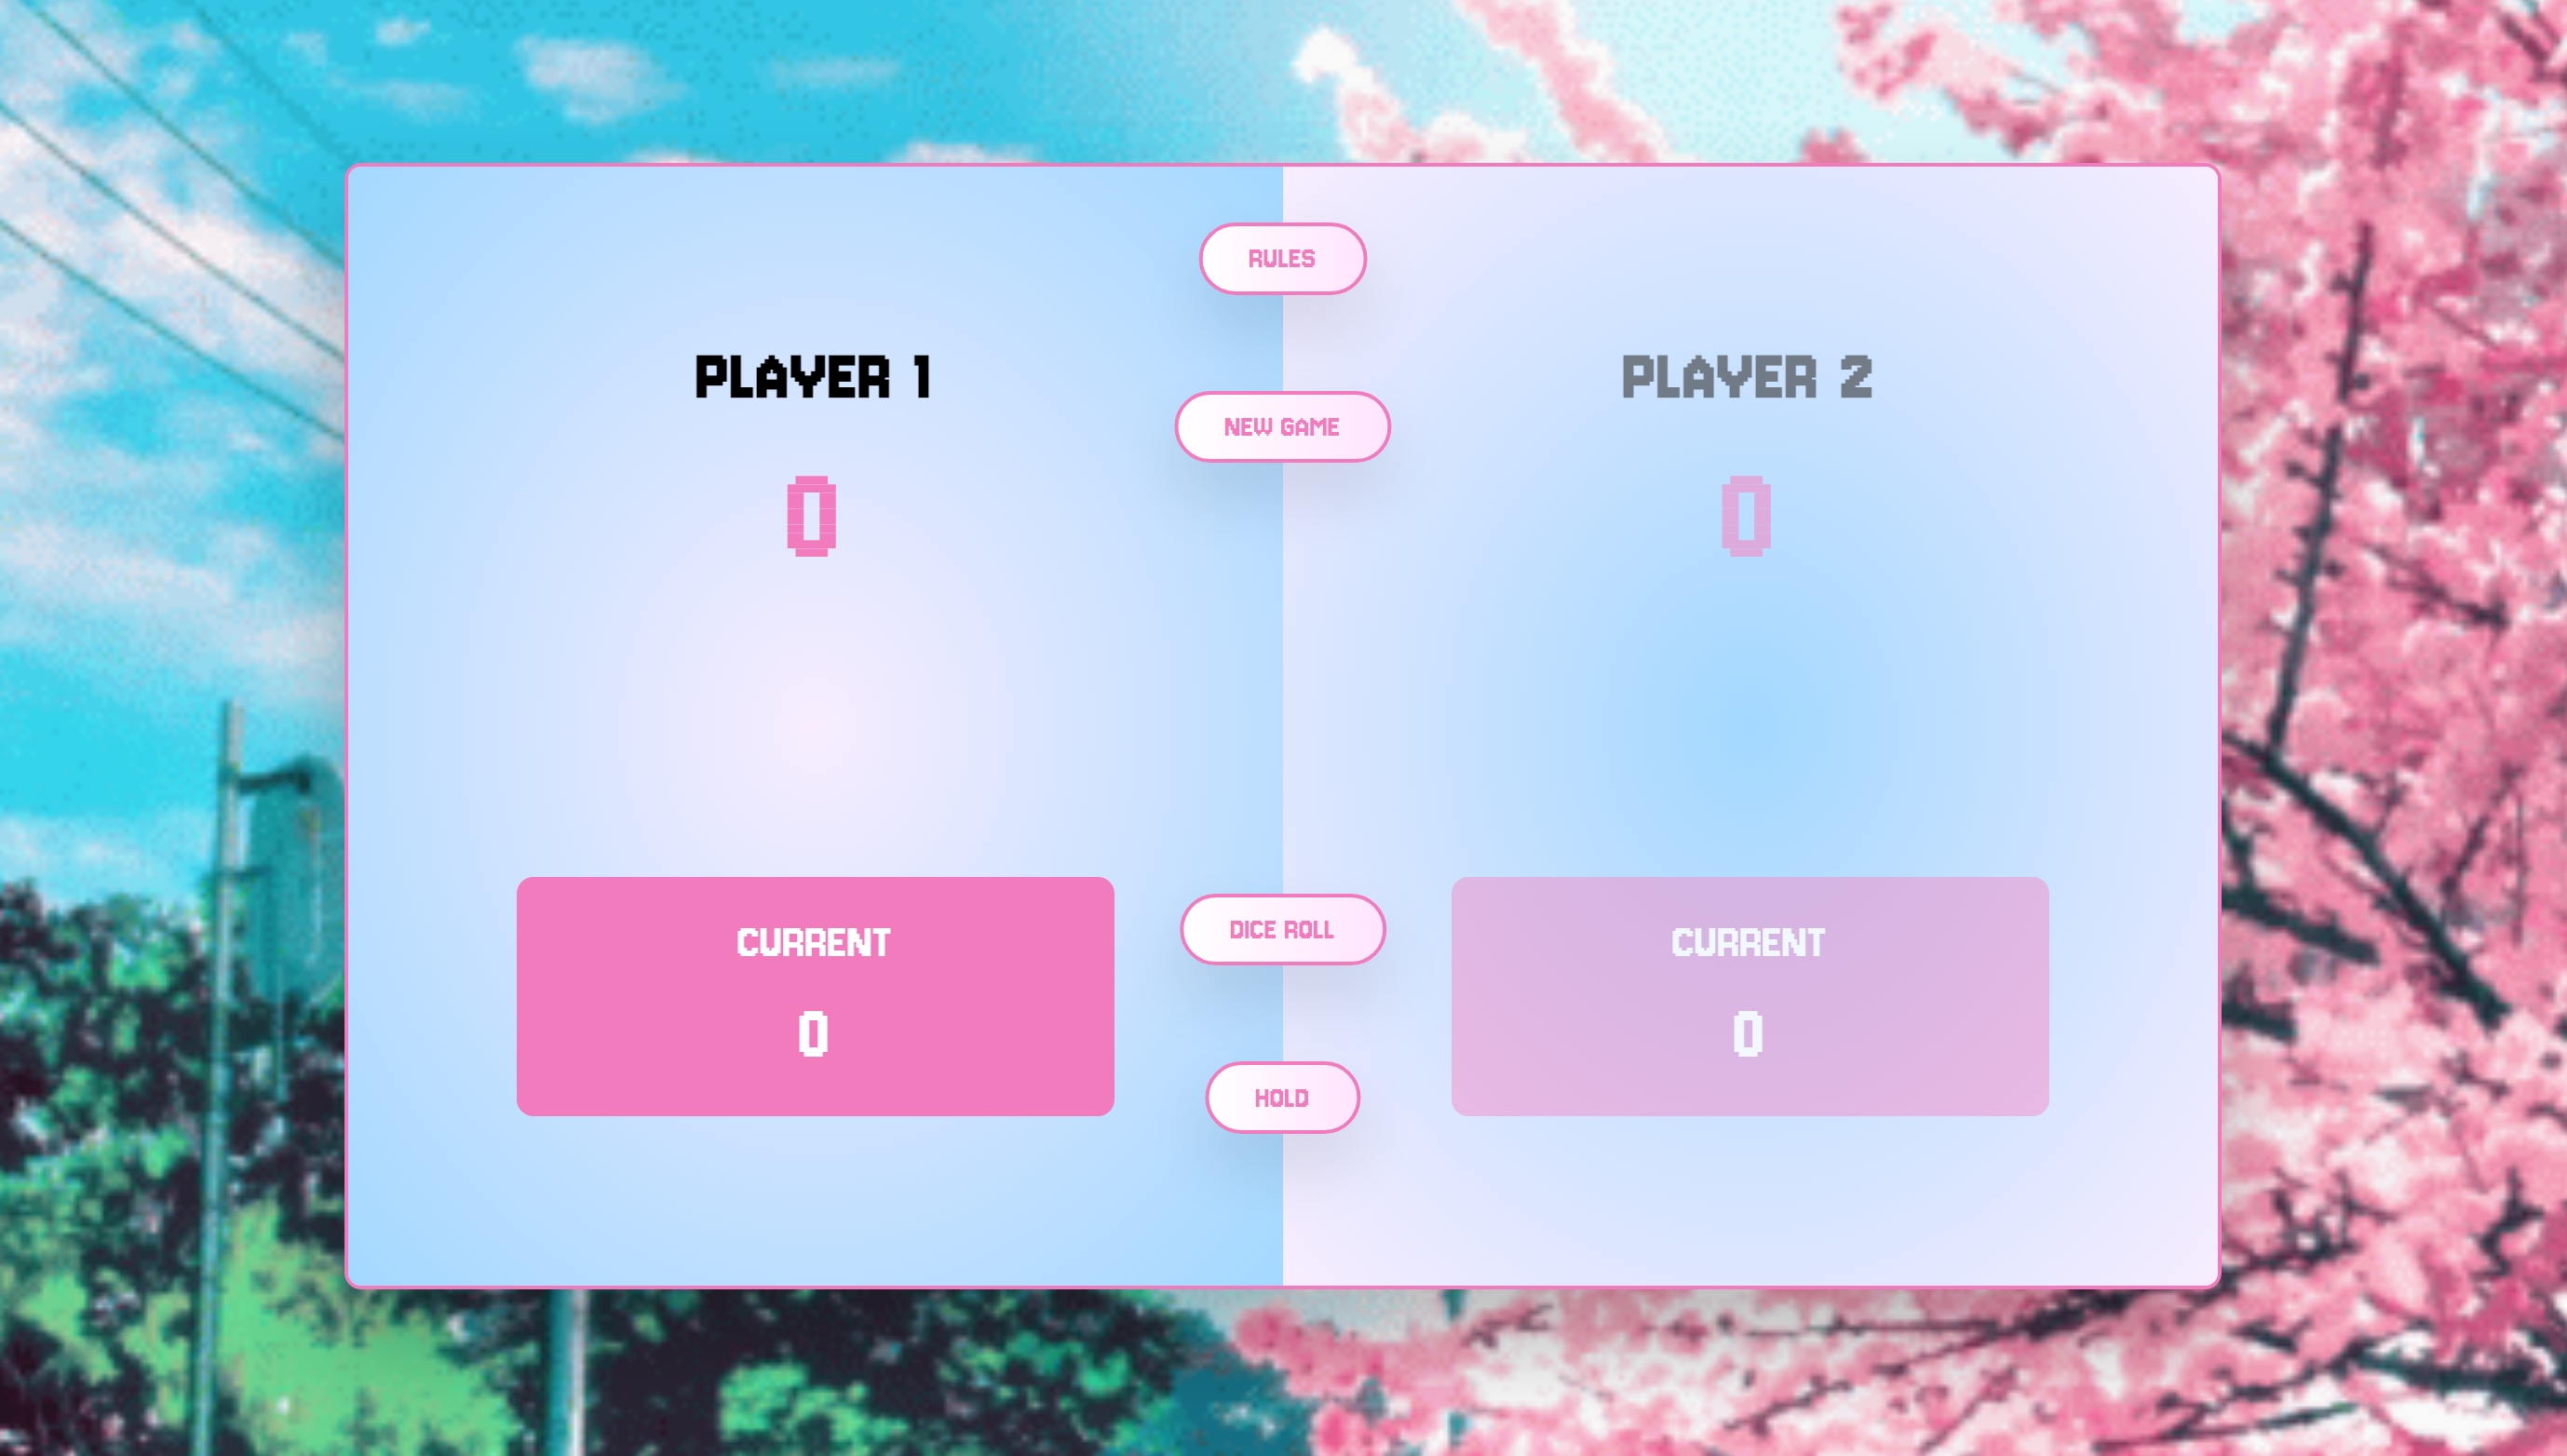 RULES
PLAYER 1
NEW GAME
PLAYER 2
0
0
CURRENT
0
DICE ROLL
CURRENT
0
HOLD